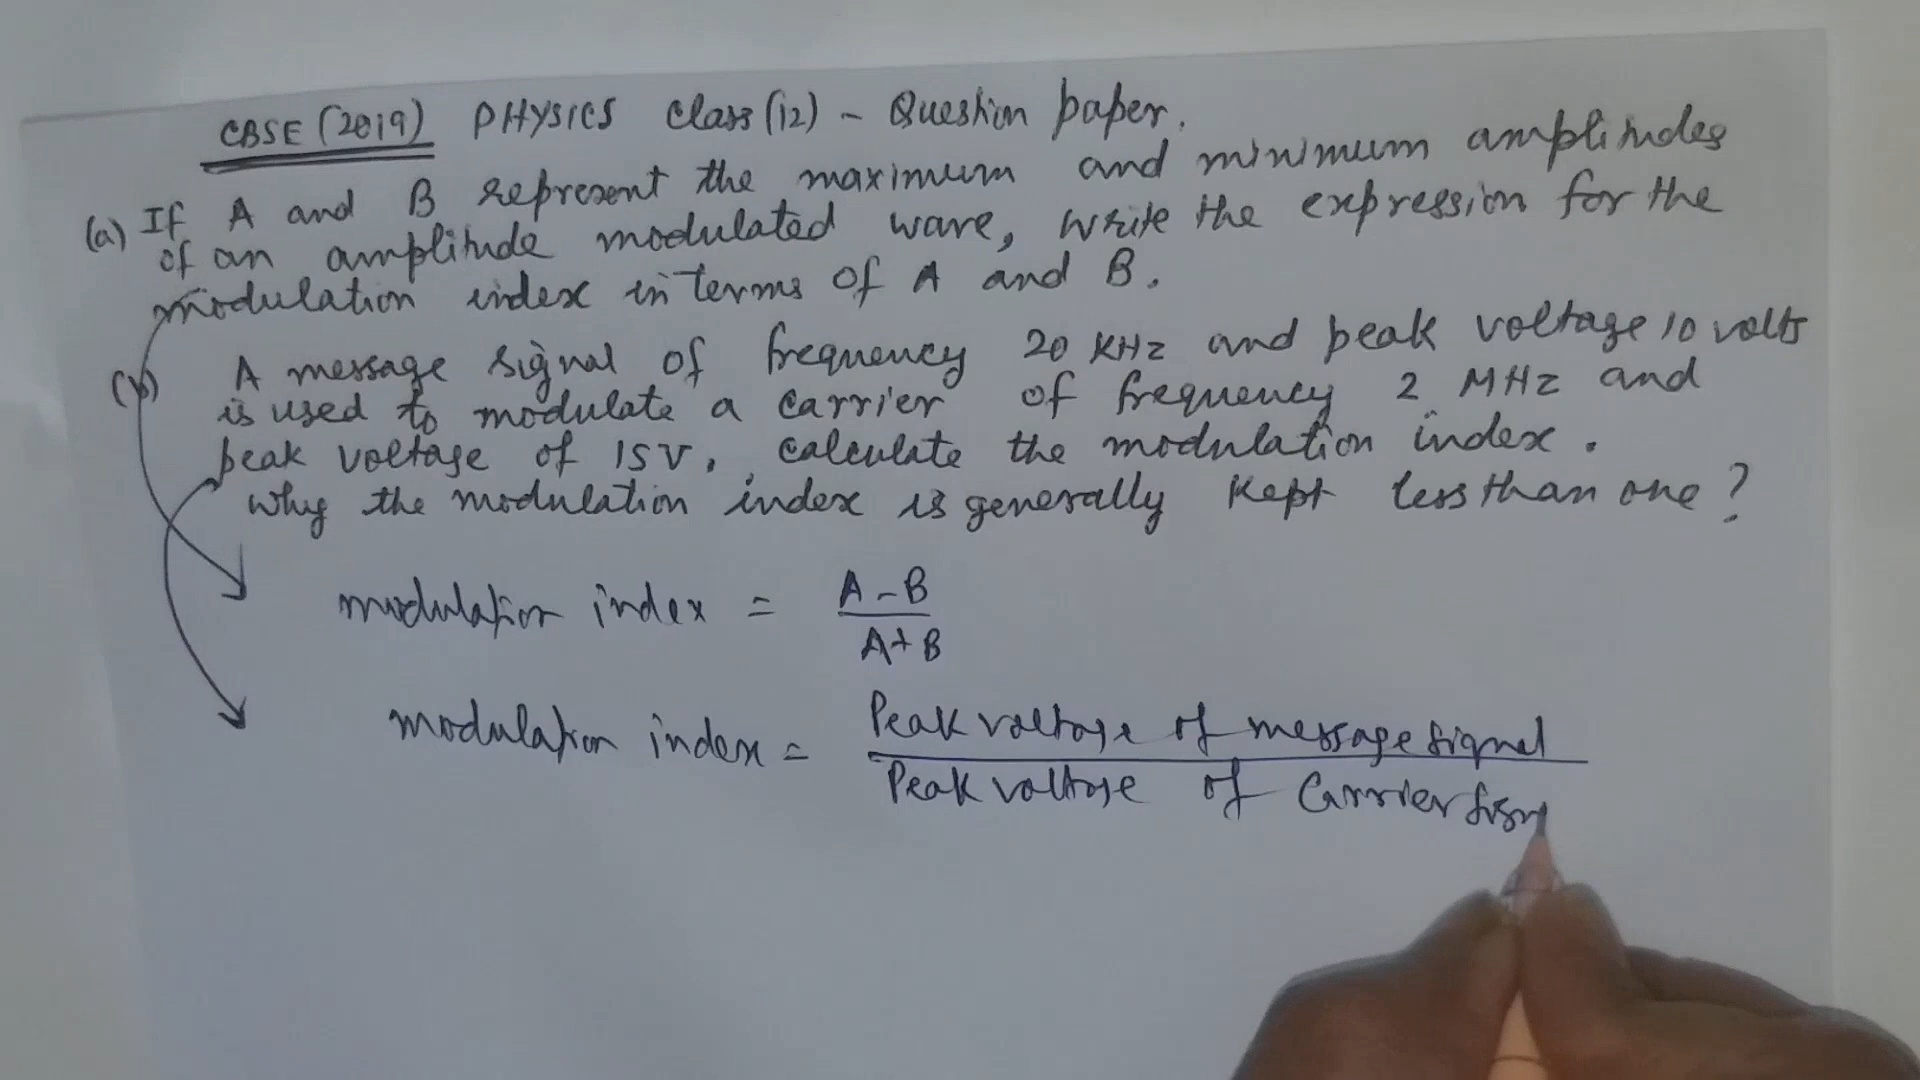 CBSE (2019) PHYSICS Class (12) - Question paper.
(a) If A and B represent the maximum and minimum amplitudes
of an amplitude modulated wave, write the expression for the
modulation index in terms of A and B.
(b) A message signal of frequency 20 KHz and peak voltage 10 volts
is used to modulate a carrier of frequency 2 MHz and
peak voltage of 15V. calculate the modulation index.
Why the modulation index is generally kept less than one?
modulation index = A-B
A+B
modulation index = Peak voltage of message signal
Peak voltage of Carrier